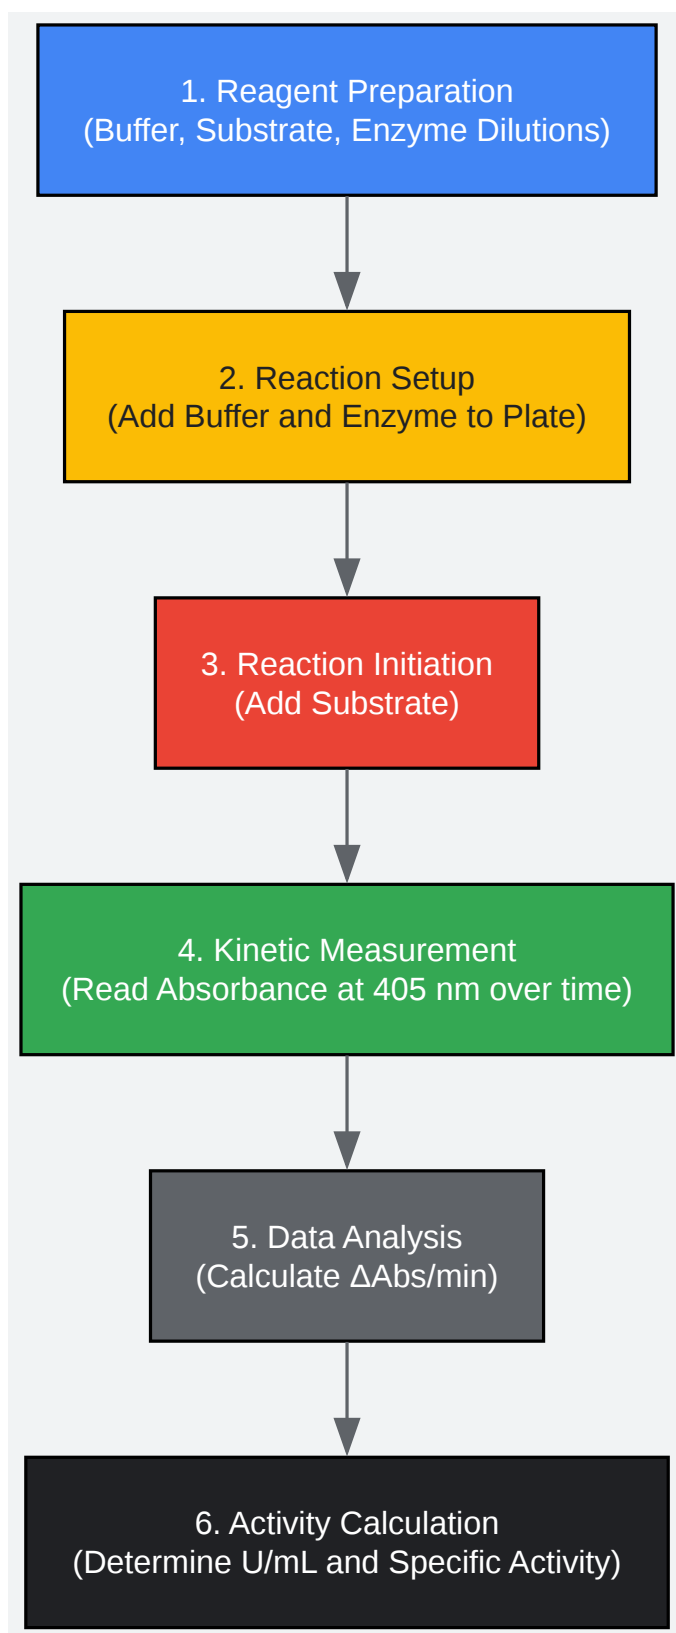 1. Reagent Preparation
(Buffer, Substrate, Enzyme Dilutions)
2. Reaction Setup
(Add Buffer and Enzyme to Plate)
3. Reaction Initiation
(Add Substrate)
4. Kinetic Measurement
(Read Absorbance at 405 nm over time)
5. Data Analysis
(Calculate ΔAbs/min)
6. Activity Calculation
(Determine U/mL and Specific Activity)